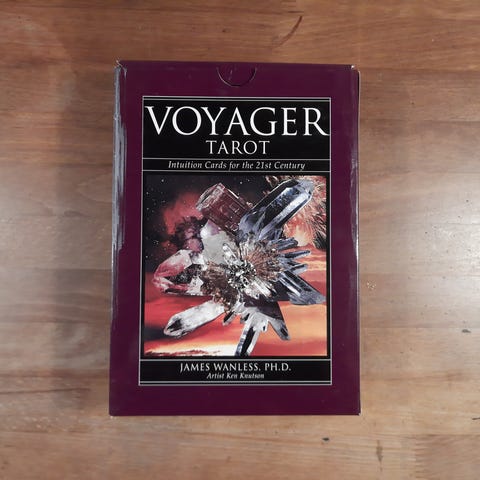 VOYAGER
TAROT
Intuition Cards for the 21st Century
JAMES WANLESS, PH.D.
Artist Ken Knutson